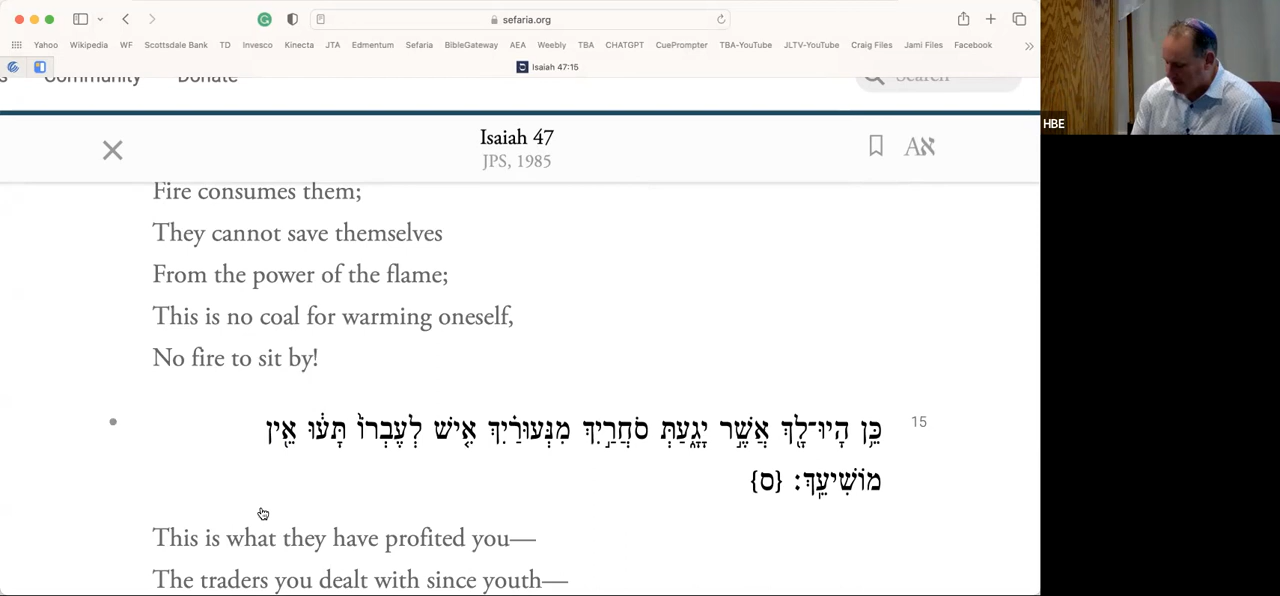 sefaria.org
Yahoo Wikipedia WF Scottsdale Bank TD Invesco Kinecta JTA Edmentum Sefaria BibleGateway AEA Weebly TBA CHATGPT CuePrompter TBA-YouTube JLTV-YouTube Craig Files Jami Files Facebook
Isaiah 47:15
Community Donate Search
Isaiah 47
JPS, 1985
Aא
HBE
Fire consumes them;
They cannot save themselves
From the power of the flame;
This is no coal for warming oneself,
No fire to sit by!
15
כֵּ֥ן הָיוּ־לָ֖ךְ אֲשֶׁ֣ר יָגָ֑עַתְּ סֹחֲרַ֣יִךְ מִנְּעוּרַ֗יִךְ אִ֤ישׁ לְעֶבְרוֹ֙ תָּע֔וּ אֵ֖ין
מוֹשִׁיעֵֽךְ׃ {ס}
This is what they have profited you—
The traders you dealt with since youth—